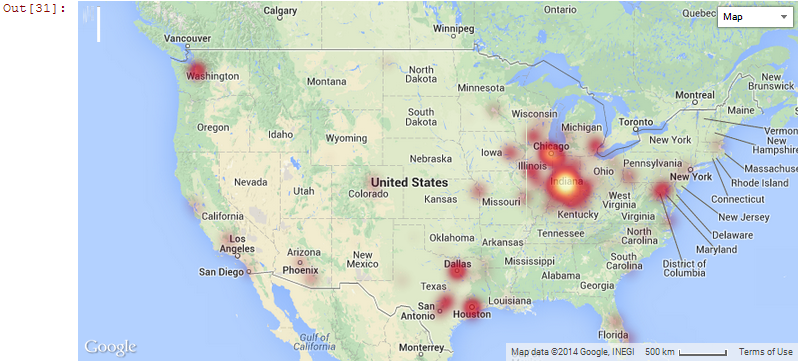 Out[31]:
Calgary
Ontario
Quebec
Map
Vancouver
Winnipeg
Washington
North
Dakota
Montana
Minnesota
Montreal
New
Brunswick
Maine
South
Dakota
Wisconsin
Michigan
Toronto
Vermont
New
Hampshire
Oregon
Idaho
Wyoming
New York
Massachuse
Chicago
Iowa
Nebraska
Illinois
Indiana
Ohio
Pennsylvania
New York
Rhode Island
Nevada
Utah
Colorado
United States
Kansas
Missouri
West
Virginia
Connecticut
New Jersey
California
Kentucky
Virginia
Delaware
Maryland
District of
Columbia
Tennessee
North
Carolina
Los
Angeles
Arizona
Phoenix
New
Mexico
Oklahoma
Arkansas
South
Carolina
San Diego
Dallas
Mississippi
Alabama
Georgia
Texas
Louisiana
San
Antonio
Houston
Gulf of
California
Monterrey
Florida
Google
Map data ©2014 Google, INEGI
500 km
Terms of Use